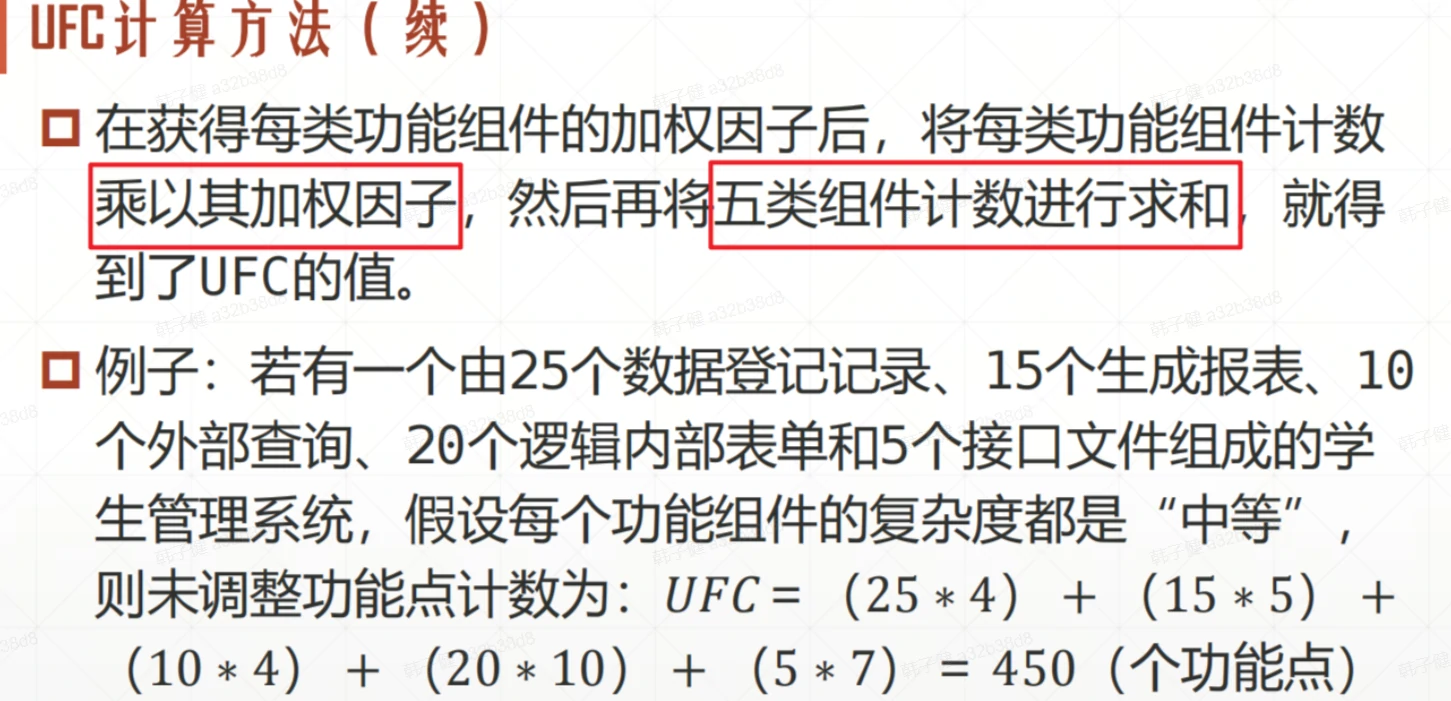 UFC计算方法（续）
在获得每类功能组件的加权因子后，将每类功能组件计数
乘以其加权因子，然后再将五类组件计数进行求和，就得
到了UFC的值。
例子：若有一个由25个数据登记记录、15个生成报表、10
个外部查询、20个逻辑内部表单和5个接口文件组成的学
生管理系统，假设每个功能组件的复杂度都是“中等”，
则未调整功能点计数为：UFC=（25*4）+（15*5）+
（10*4）+（20*10）+（5*7）=450（个功能点）
韩子健 a32b38d8